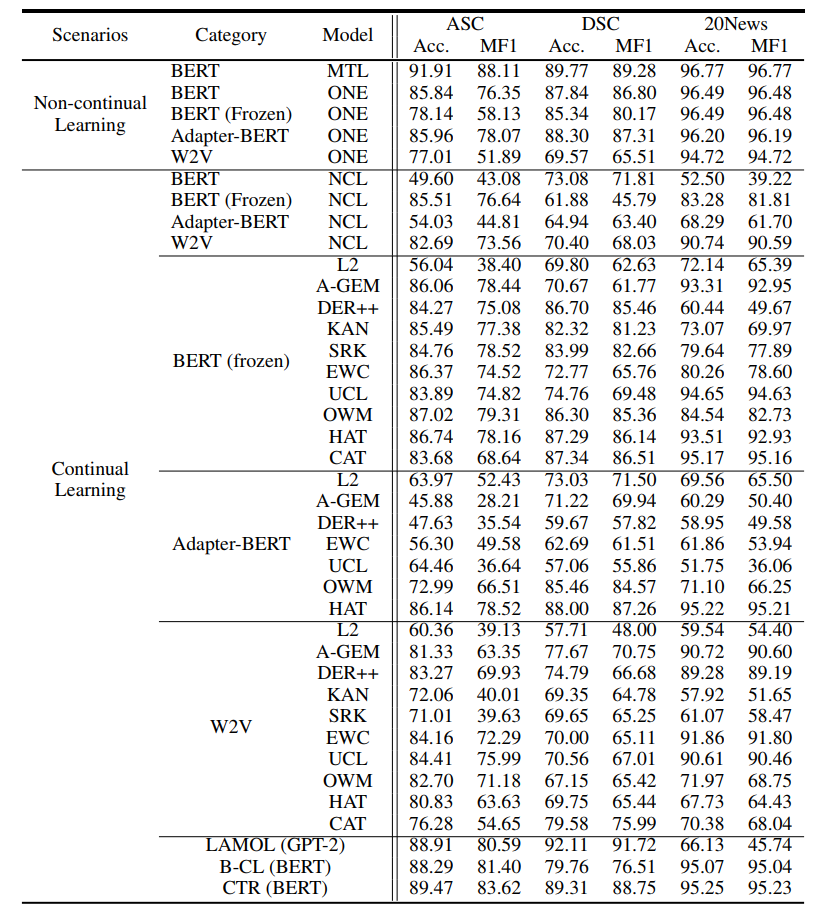 Scenarios Category Model ASC DSC 20News
Acc. MF1 Acc. MF1 Acc. MF1
Non-continual Learning
BERT MTL 91.91 88.11 89.77 89.28 96.77 96.77
BERT ONE 85.84 76.35 87.84 86.80 96.49 96.48
BERT (Frozen) ONE 78.14 58.13 85.34 80.17 96.49 96.48
Adapter-BERT ONE 85.96 78.07 88.30 87.31 96.20 96.19
W2V ONE 77.01 51.89 69.57 65.51 94.72 94.72
Continual Learning
BERT NCL 49.60 43.08 73.08 71.81 52.50 39.22
BERT (Frozen) NCL 85.51 76.64 61.88 45.79 83.28 81.81
Adapter-BERT NCL 54.03 44.81 64.94 63.40 68.29 61.70
W2V NCL 82.69 73.56 70.40 68.03 90.74 90.59
BERT (frozen)
L2 56.04 38.40 69.80 62.63 72.14 65.39
A-GEM 86.06 78.44 70.67 61.77 93.31 92.95
DER++ 84.27 75.08 86.70 85.46 60.44 49.67
KAN 85.49 77.38 82.32 81.23 73.07 69.97
SRK 84.76 78.52 83.99 82.66 79.64 77.89
EWC 86.37 74.52 72.77 65.76 80.26 78.60
UCL 83.89 74.82 74.76 69.48 94.65 94.63
OWM 87.02 79.31 86.30 85.36 84.54 82.73
HAT 86.74 78.16 87.29 86.14 93.51 92.93
CAT 83.68 68.64 87.34 86.51 95.17 95.16
Adapter-BERT
L2 63.97 52.43 73.03 71.50 69.56 65.50
A-GEM 45.88 28.21 71.22 69.94 60.29 50.40
DER++ 47.63 35.54 59.67 57.82 58.95 49.58
EWC 56.30 49.58 62.69 61.51 61.86 53.94
UCL 64.46 36.64 57.06 55.86 51.75 36.06
OWM 72.99 66.51 85.46 84.57 71.10 66.25
HAT 86.14 78.52 88.00 87.26 95.22 95.21
W2V
L2 60.36 39.13 57.71 48.00 59.54 54.40
A-GEM 81.33 63.35 77.67 70.75 90.72 90.60
DER++ 83.27 69.93 74.79 66.68 89.28 89.19
KAN 72.06 40.01 69.35 64.78 57.92 51.65
SRK 71.01 39.63 69.65 65.25 61.07 58.47
EWC 84.16 72.29 70.00 65.11 91.86 91.80
UCL 84.41 75.99 70.56 67.01 90.61 90.46
OWM 82.70 71.18 67.15 65.42 71.97 68.75
HAT 80.83 63.63 69.75 65.44 67.73 64.43
CAT 76.28 54.65 79.58 75.99 70.38 68.04
LAMOL (GPT-2) 88.91 80.59 92.11 91.72 66.13 45.74
B-CL (BERT) 88.29 81.40 79.76 76.51 95.07 95.04
CTR (BERT) 89.47 83.62 89.31 88.75 95.25 95.23